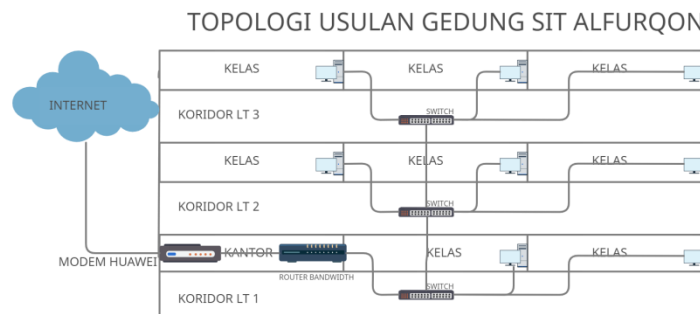 TOPOLOGI USULAN GEDUNG SIT ALFURQON
KELAS KELAS KELAS
INTERNET
KORIDOR LT 3
SWITCH
KELAS KELAS KELAS
KORIDOR LT 2
SWITCH
MODEM HUAWEI
KANTOR KELAS KELAS
ROUTER BANDWIDTH
KORIDOR LT 1
SWITCH